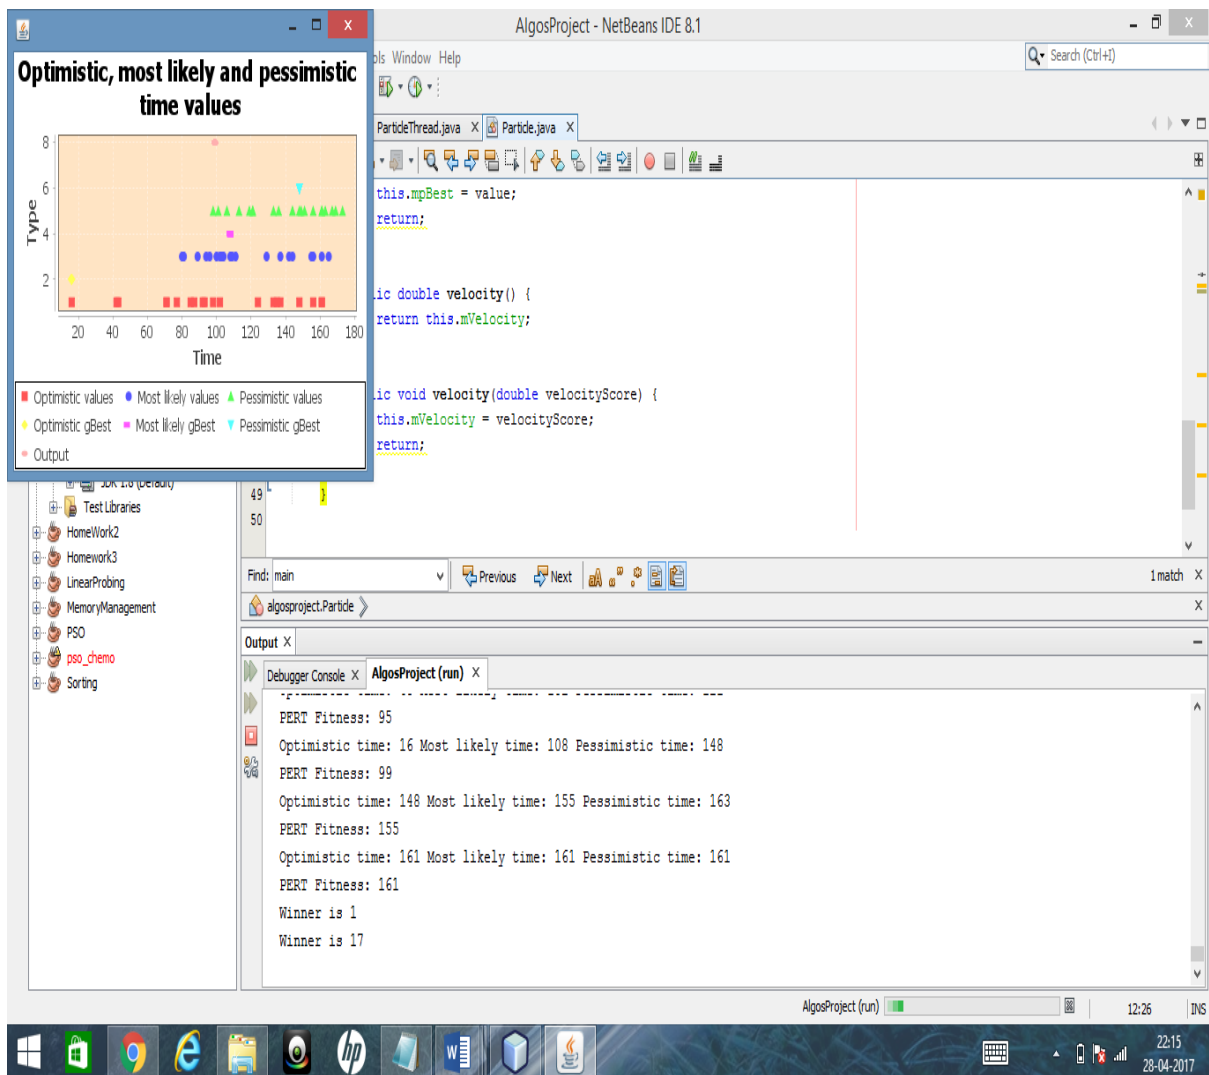 AlgosProject - NetBeans IDE 8.1
Window Help
Search (Ctrl+I)
Optimistic, most likely and pessimistic
time values
8
6
4
2
Type
20 40 60 80 100 120 140 160 180
Time
Optimistic values Most likely values Pessimistic values
Optimistic gBest Most likely gBest Pessimistic gBest
Output
ParticleThread.java X Particle.java X
this.mpBest = value;
return;
ic double velocity() {
return this.mVelocity;
ic void velocity(double velocityScore) {
this.mVelocity = velocityScore;
return;
49 }
50
JDK 1.8 (Default)
Test Libraries
HomeWork2
Homework3
LinearProbing
MemoryManagement
PSO
pso_chemo
Sorting
Find: main Previous Next 1 match X
algosproject.Particle X
Output X
Debugger Console X AlgosProject (run) X
PERT Fitness: 95
Optimistic time: 16 Most likely time: 108 Pessimistic time: 148
PERT Fitness: 99
Optimistic time: 148 Most likely time: 155 Pessimistic time: 163
PERT Fitness: 155
Optimistic time: 161 Most likely time: 161 Pessimistic time: 161
PERT Fitness: 161
Winner is 1
Winner is 17
AlgosProject (run) 12:26 INS
22:15
28-04-2017